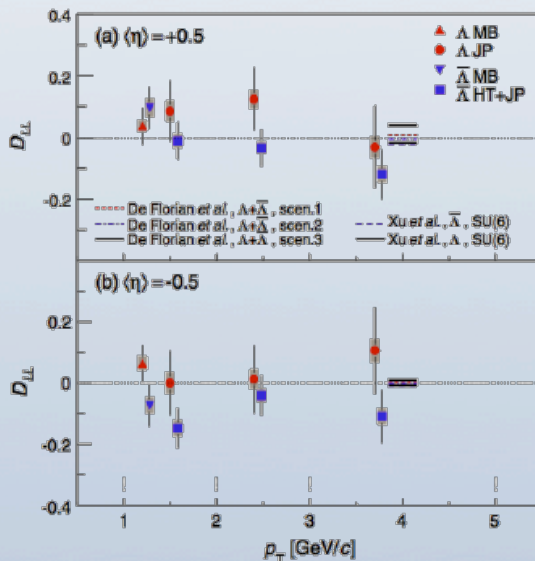 0.4
(a) ⟨η⟩=+0.5
Λ MB
Λ JP
Λ̅ MB
Λ̅ HT+JP
0.2
0
-0.2
D_LL
De Florian et al., Λ+Λ̅, scen.1
De Florian et al., Λ+Λ̅, scen.2
De Florian et al., Λ+Λ, scen.3
Xu et al., Λ̅, SU(6)
Xu et al., Λ, SU(6)
(b) ⟨η⟩=-0.5
0.2
0
-0.2
-0.4
D_LL
1 2 3 4 5
p_T [GeV/c]